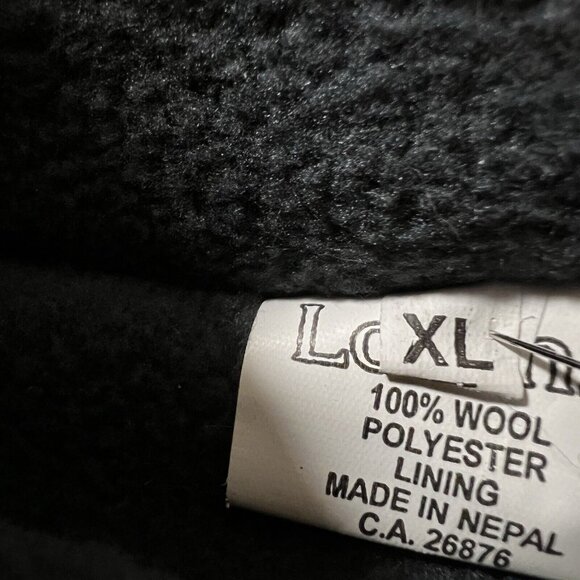 XL
100% WOOL
POLYESTER
LINING
MADE IN NEPAL
C.A. 26876